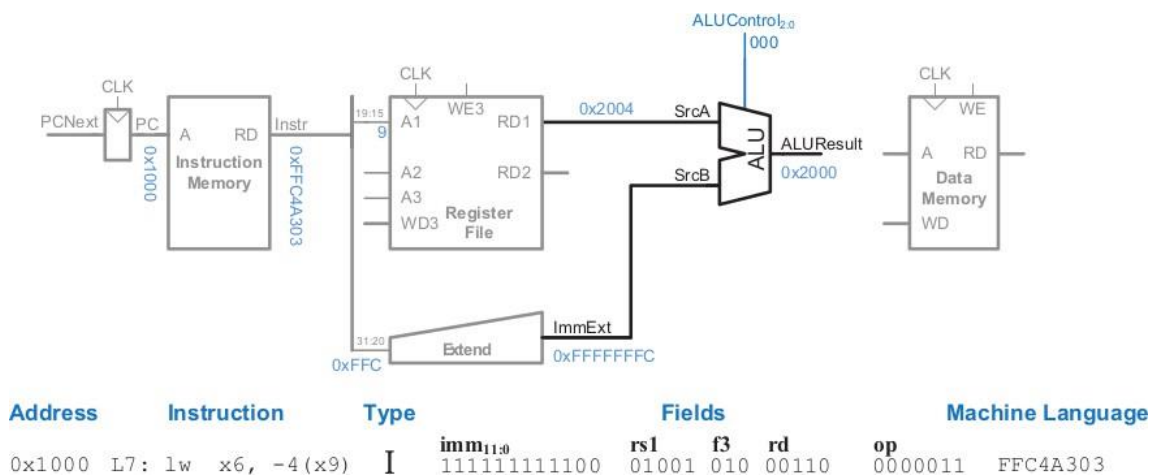 ALUControl2:0
000
CLK
CLK
CLK
PCNext
PC
A
RD
Instr
19:15
A1
WE3
RD1
0x2004
SrcA
WE
9
Instruction
Memory
A2
RD2
ALU
ALUResult
A
RD
0x1000
0xFFC4A303
A3
SrcB
0x2000
Data
Memory
WD3
Register
File
WD
ImmExt
31:20
Extend
0xFFC
0xFFFFFFFC
Address Instruction Type Fields Machine Language
imm11:0 rs1 f3 rd op
0x1000 L7: lw x6, -4(x9) I 111111111100 01001 010 00110 0000011 FFC4A303